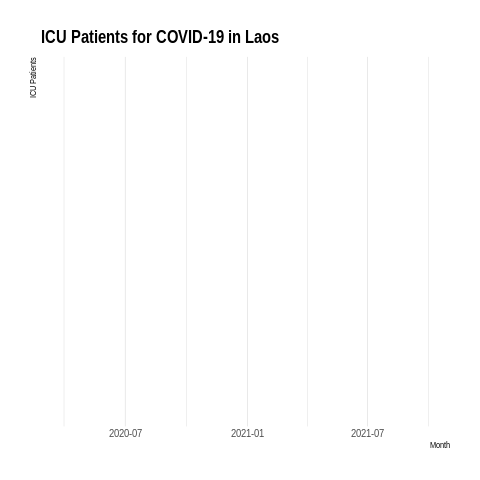 ICU Patients for COVID-19 in Laos
ICU Patients
2020-07
2021-01
2021-07
Month